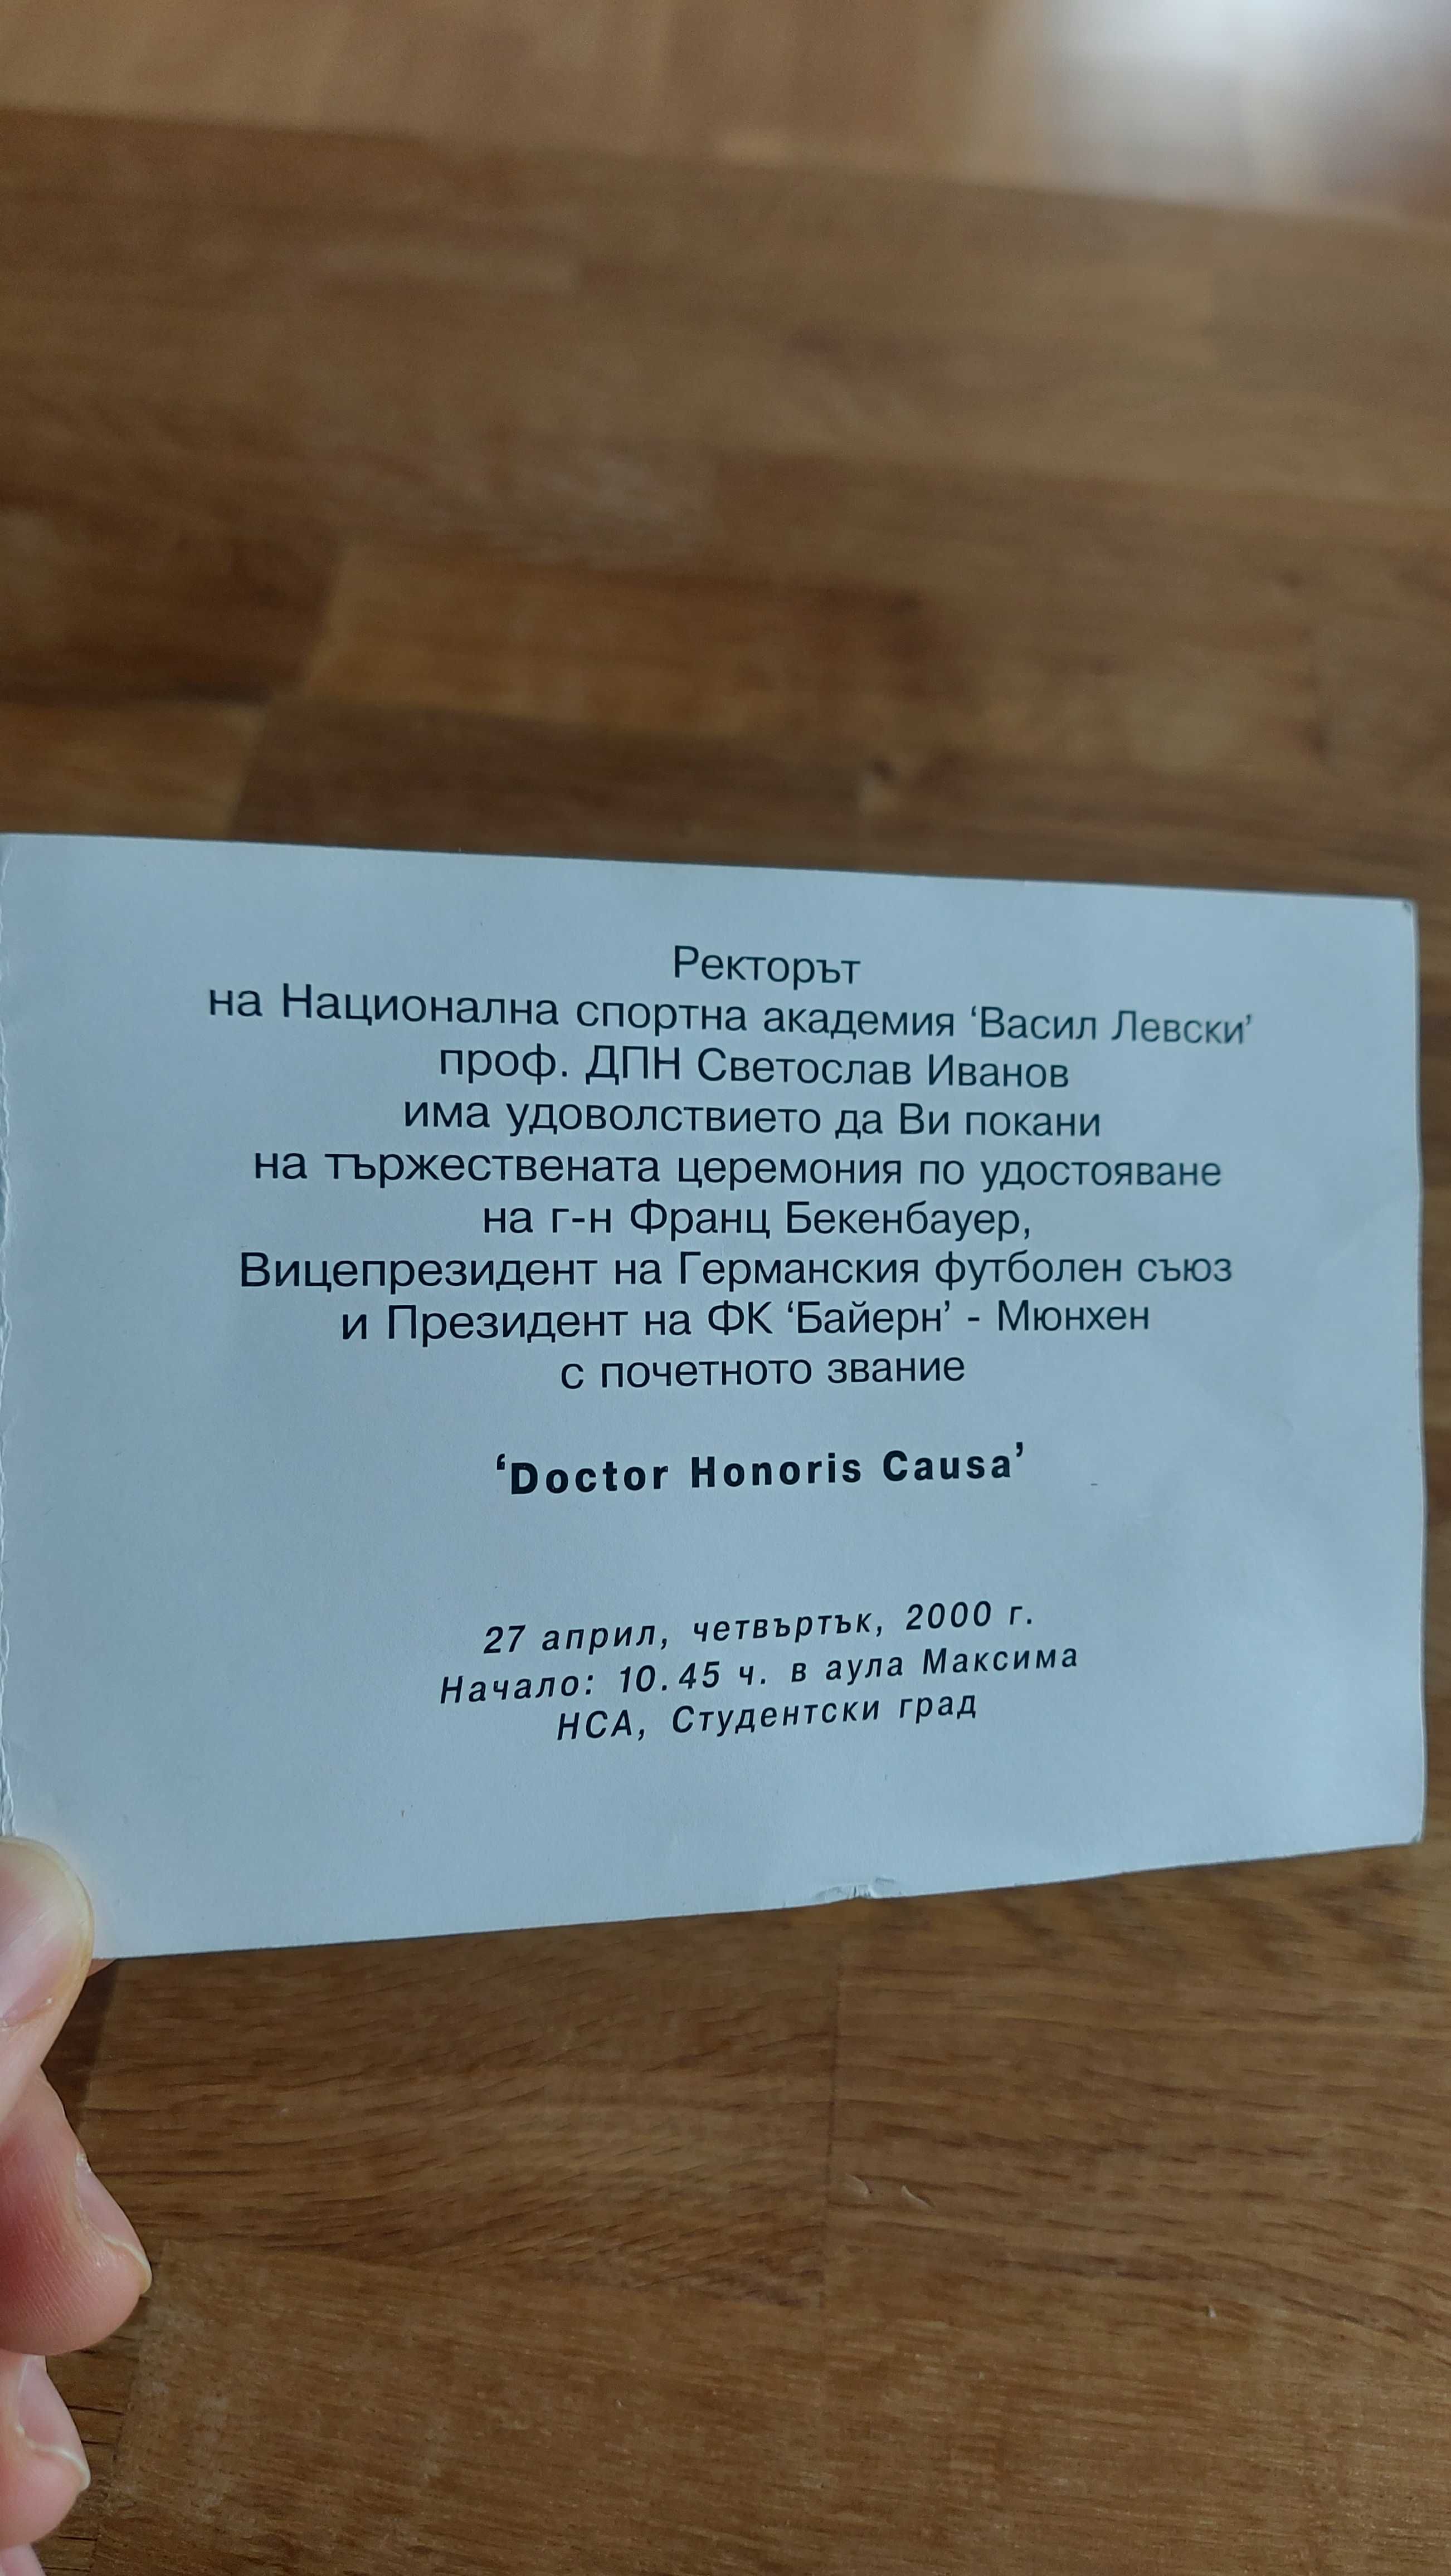 Ректорът
на Национална спортна академия ‘Васил Левски’
проф. ДПН Светослав Иванов
има удоволствието да Ви покани
на тържествената церемония по удостояване
на г-н Франц Бекенбауер,
Вицепрезидент на Германския футболен съюз
и Президент на ФК ‘Байерн’ - Мюнхен
с почетното звание
‘Doctor Honoris Causa’
27 април, четвъртък, 2000 г.
Начало: 10.45 ч. в аула Максима
НСА, Студентски град